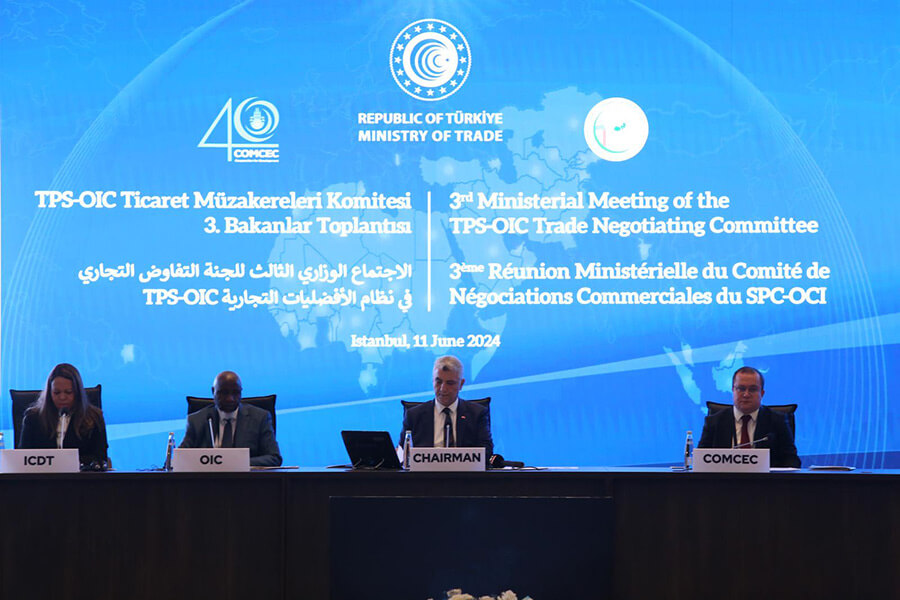 REPUBLIC OF TÜRKİYE
MINISTRY OF TRADE
40
COMCEC
TPS-OIC Ticaret Müzakereleri Komitesi
3. Bakanlar Toplantısı
3rd Ministerial Meeting of the
TPS-OIC Trade Negotiating Committee
الاجتماع الوزاري الثالث للجنة التفاوض التجاري
في نظام الأفضليات التجارية TPS-OIC
3ème Réunion Ministérielle du Comité de
Négociations Commerciales du SPC-OCI
Istanbul, 11 June 2024
ICDT
OIC
CHAIRMAN
COMCEC